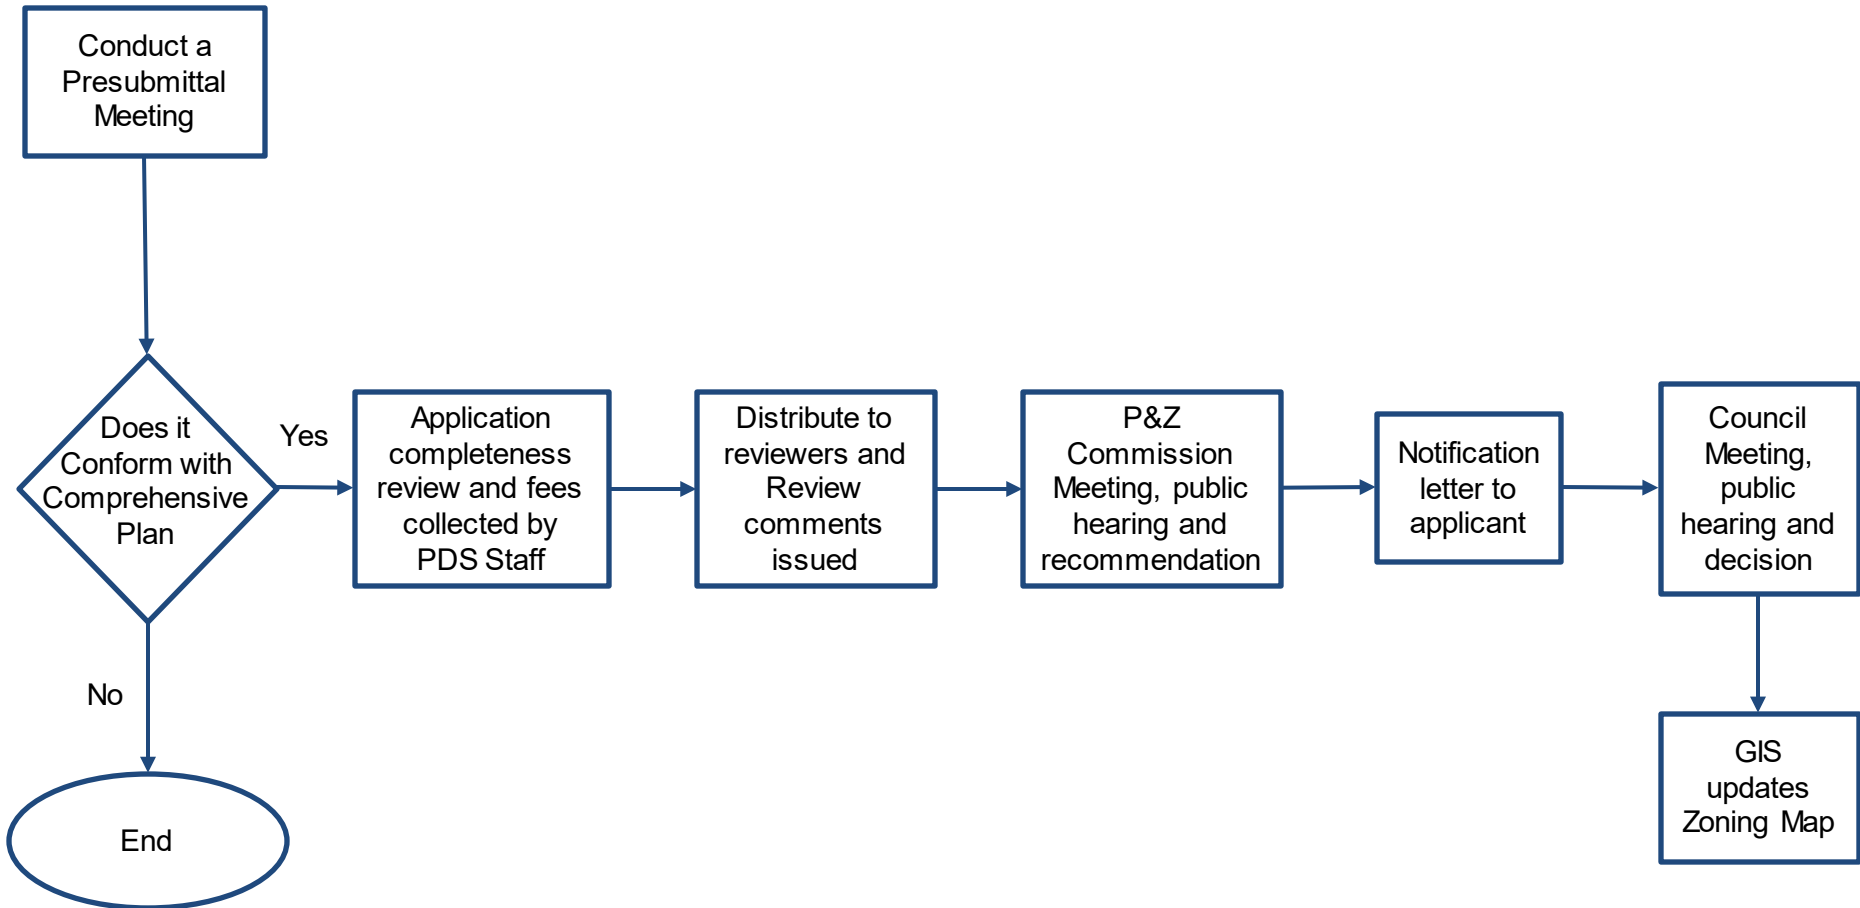 Conduct a
Presubmittal
Meeting
Does it
Conform with
Comprehensive
Plan
Yes
Application
completeness
review and fees
collected by
PDS Staff
Distribute to
reviewers and
Review
comments
issued
P&Z
Commission
Meeting, public
hearing and
recommendation
Notification
letter to
applicant
Council
Meeting,
public
hearing and
decision
No
End
GIS
updates
Zoning Map